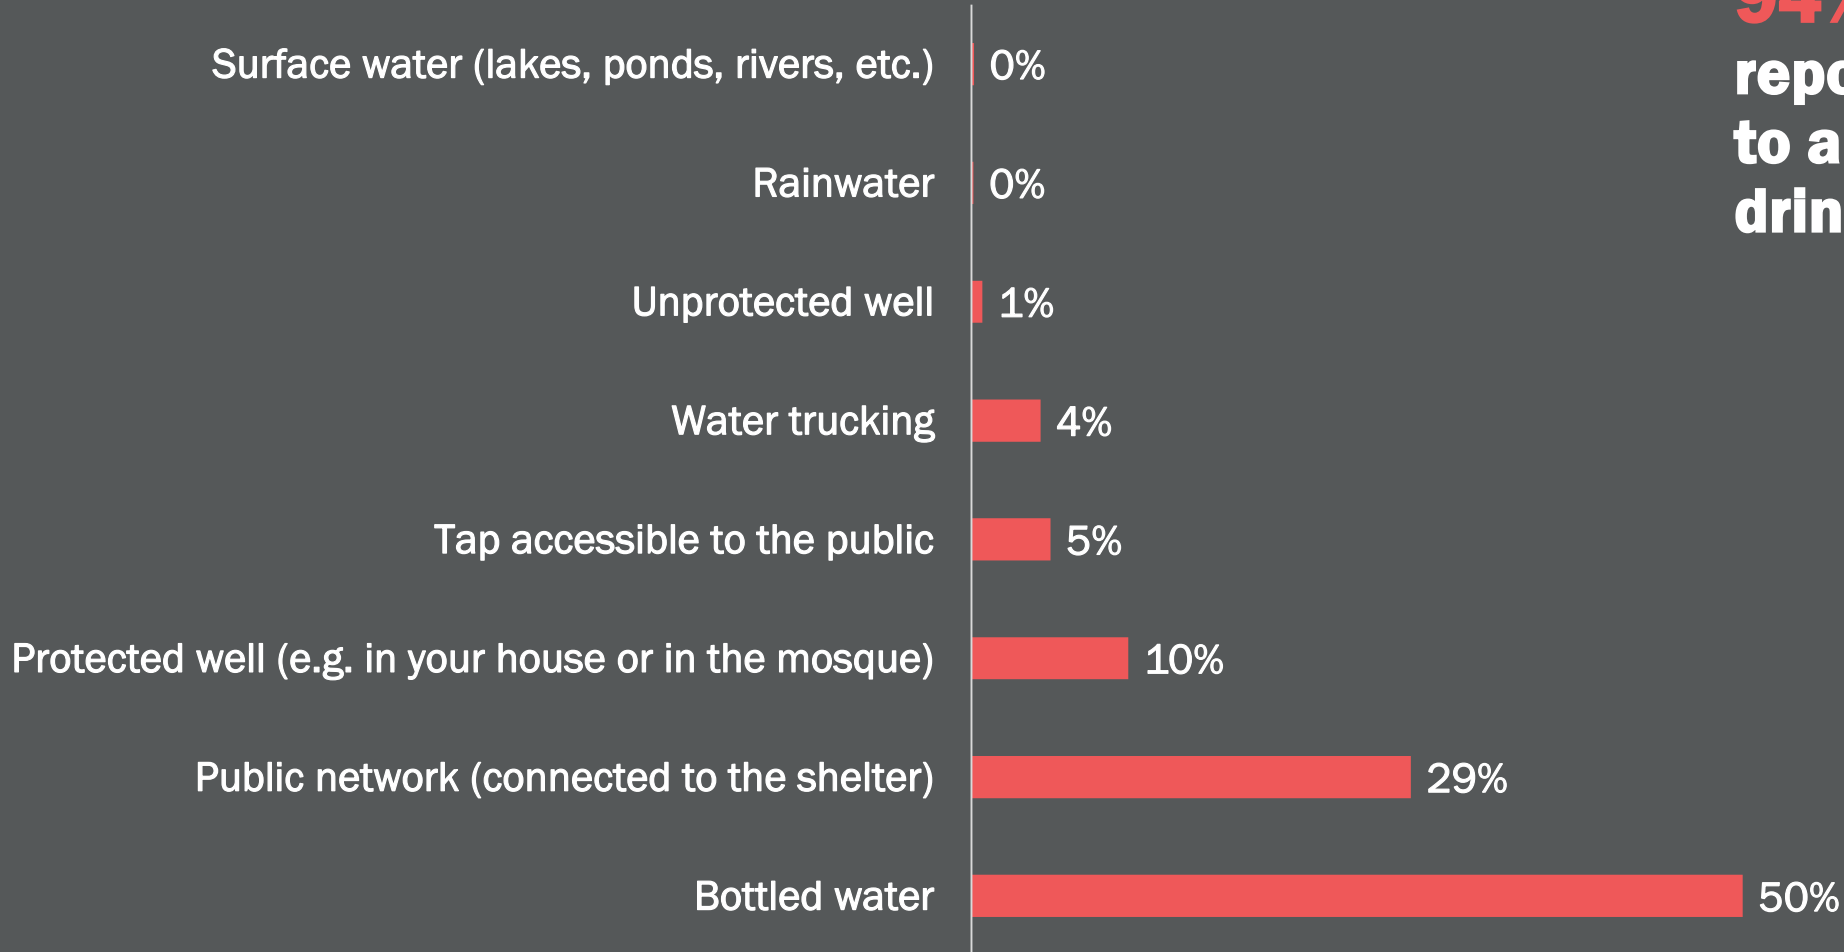 Surface water (lakes, ponds, rivers, etc.) 0%
Rainwater 0%
Unprotected well 1%
Water trucking 4%
Tap accessible to the public 5%
Protected well (e.g. in your house or in the mosque) 10%
Public network (connected to the shelter) 29%
Bottled water 50%
94%
to a